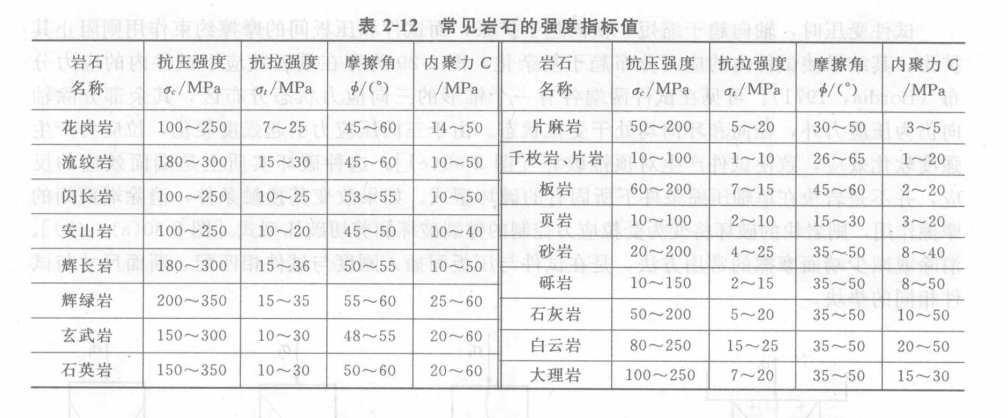 表 2-12 常见岩石的强度指标值
岩石名称 抗压强度 σc/MPa 抗拉强度 σt/MPa 摩擦角 ϕ/(°) 内聚力 C /MPa 岩石名称 抗压强度 σc/MPa 抗拉强度 σt/MPa 摩擦角 ϕ/(°) 内聚力 C /MPa
花岗岩 100~250 7~25 45~60 14~50 片麻岩 50~200 5~20 30~50 3~5
流纹岩 180~300 15~30 45~60 10~50 千枚岩、片岩 10~100 1~10 26~65 1~20
闪长岩 100~250 10~25 53~55 10~50 板岩 60~200 7~15 45~60 2~20
安山岩 100~250 10~20 45~50 10~40 页岩 10~100 2~10 15~30 3~20
辉长岩 180~300 15~36 50~55 10~50 砂岩 20~200 4~25 35~50 8~40
辉绿岩 200~350 15~35 55~60 25~60 砾岩 10~150 2~15 35~50 8~50
玄武岩 150~300 10~30 48~55 20~60 石灰岩 50~200 5~20 35~50 10~50
石英岩 150~350 10~30 50~60 20~60 白云岩 80~250 15~25 35~50 20~50
大理岩 100~250 7~20 35~50 15~30